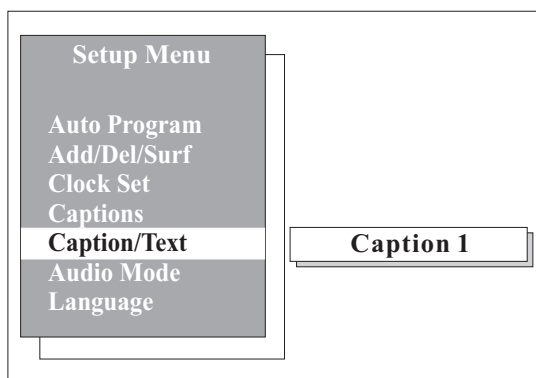 Setup Menu
Auto Program
Add/Del/Surf
Clock Set
Captions
Caption/Text
Caption 1
Audio Mode
Language